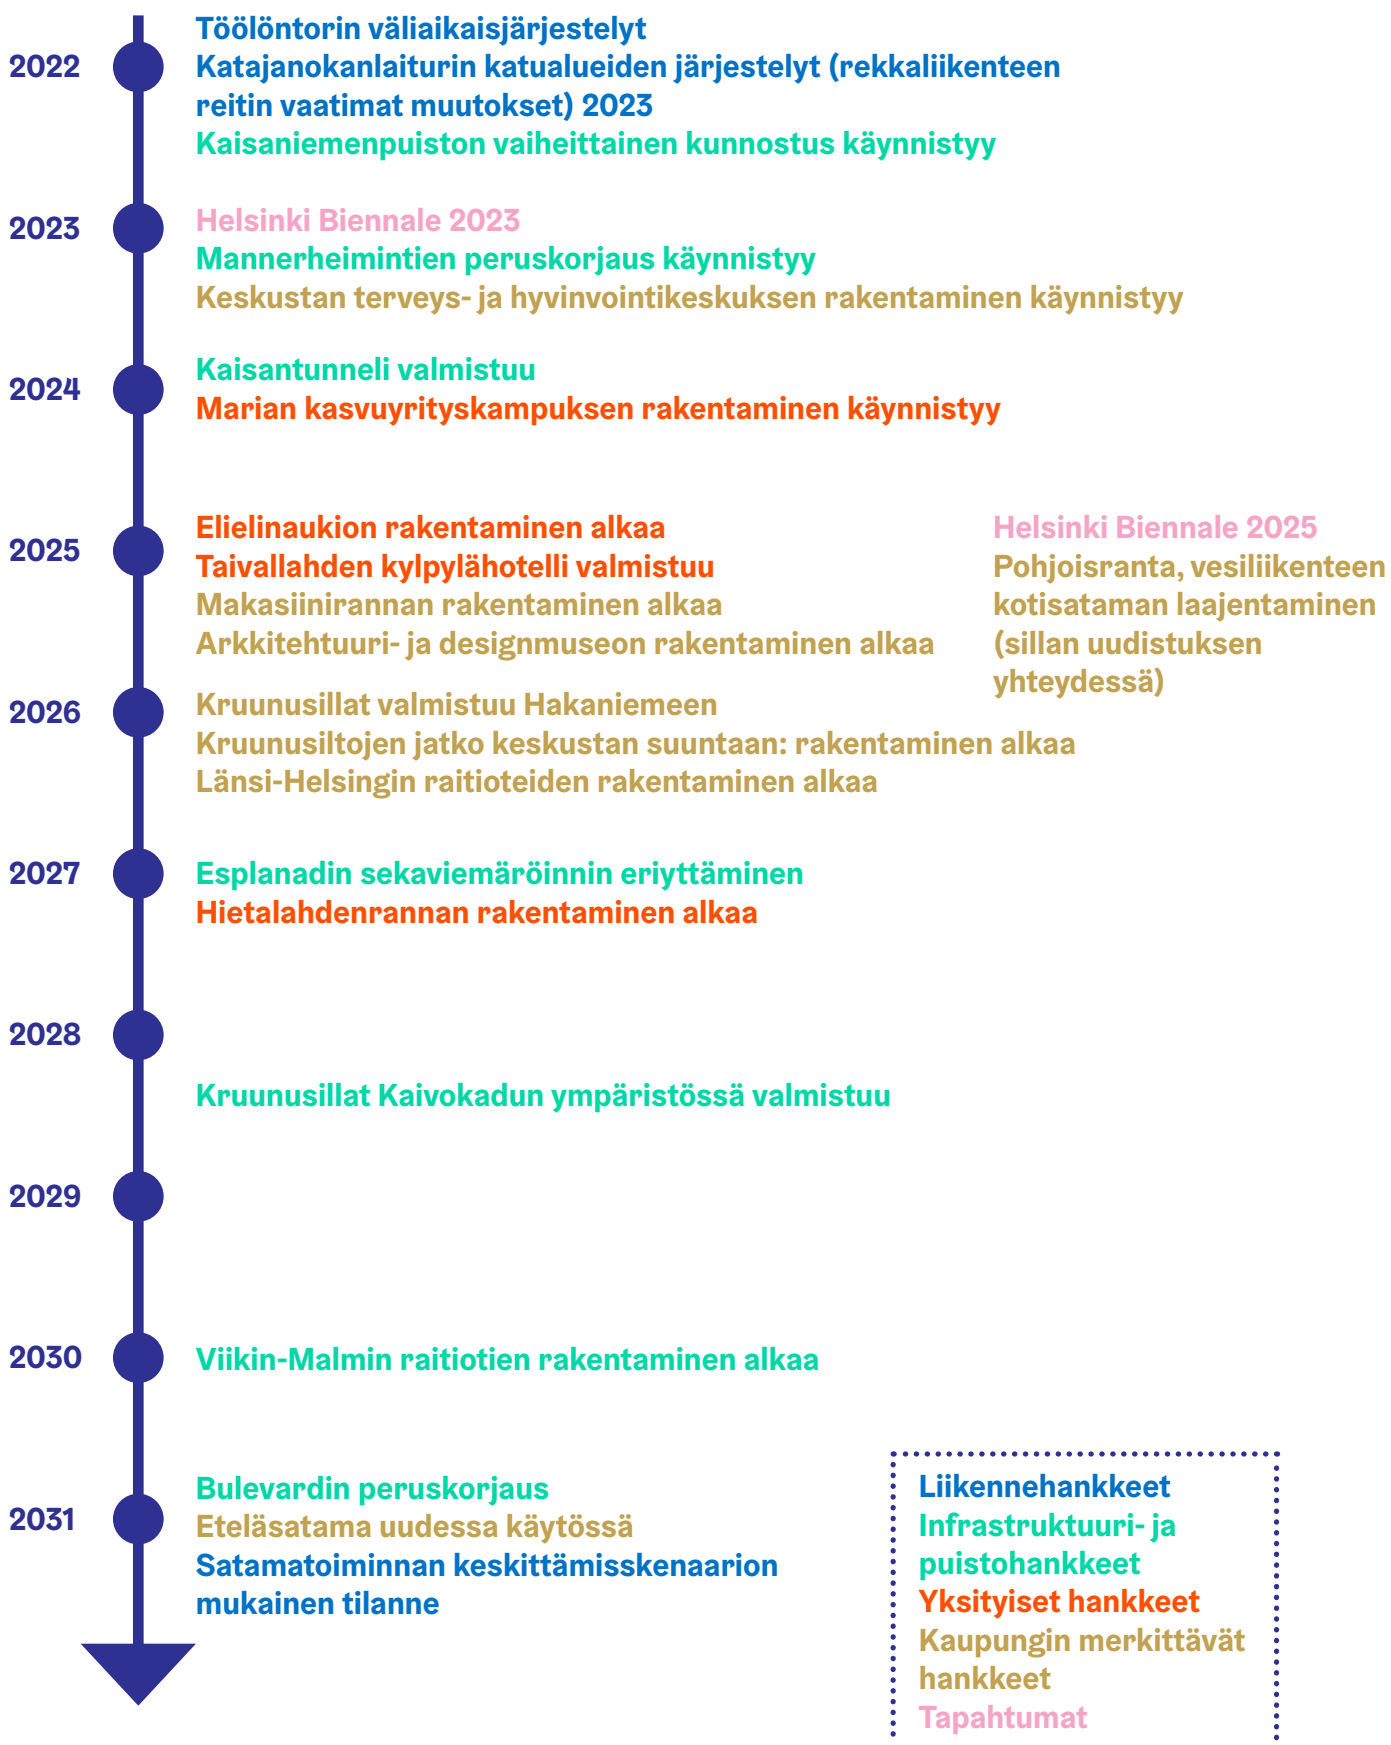 2022
Töölöntorin väliaikaisjärjestelyt
Katajanokanlaiturin katualueiden järjestelyt (rekkaliikenteen
reitin vaatimat muutokset) 2023
Kaisaniemenpuiston vaiheittainen kunnostus käynnistyy
2023
Helsinki Biennale 2023
Mannerheimintien peruskorjaus käynnistyy
Keskustan terveys- ja hyvinvointikeskuksen rakentaminen käynnistyy
2024
Kaisantunneli valmistuu
Marian kasvuyrityskampuksen rakentaminen käynnistyy
2025
Elielinaukion rakentaminen alkaa
Taivallahden kylpylähotelli valmistuu
Makasiinirannan rakentaminen alkaa
Arkkitehtuuri- ja designmuseon rakentaminen alkaa
Helsinki Biennale 2025
Pohjoisranta, vesiliikenteen
kotisataman laajentaminen
(sillan uudistuksen
yhteydessä)
2026
Kruunusillat valmistuu Hakaniemeen
Kruunusiltojen jatko keskustan suuntaan: rakentaminen alkaa
Länsi-Helsingin raitioteiden rakentaminen alkaa
2027
Esplanadin sekaviemäröinnin eriyttäminen
Hietalahdenrannan rakentaminen alkaa
2028
Kruunusillat Kaivokadun ympäristössä valmistuu
2029
2030
Viikin-Malmin raitiotien rakentaminen alkaa
2031
Bulevardin peruskorjaus
Eteläsatama uudessa käytössä
Satamatoiminnan keskittämisskenaarion
mukainen tilanne
Liikennehankkeet
Infrastruktuuri- ja
puistohankkeet
Yksityiset hankkeet
Kaupungin merkittävät
hankkeet
Tapahtumat